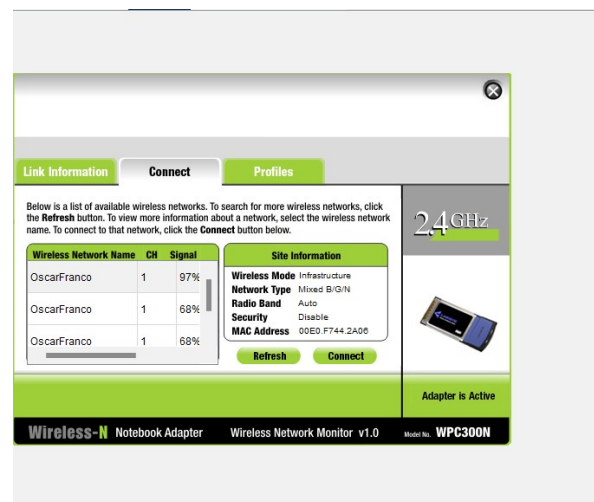 Link Information
Connect
Profiles
Below is a list of available wireless networks. To search for more wireless networks, click
the Refresh button. To view more information about a network, select the wireless network
name. To connect to that network, click the Connect button below.
2,4GHz
Wireless Network Name CH Signal
OscarFranco 1 97%
OscarFranco 1 68%
OscarFranco 1 68%
Site Information
Wireless Mode Infrastructure
Network Type Mixed B/G/N
Radio Band Auto
Security Disable
MAC Address 00E0.F744.2A06
Refresh
Connect
Adapter is Active
Wireless-N Notebook Adapter Wireless Network Monitor v1.0 Model No. WPC300N